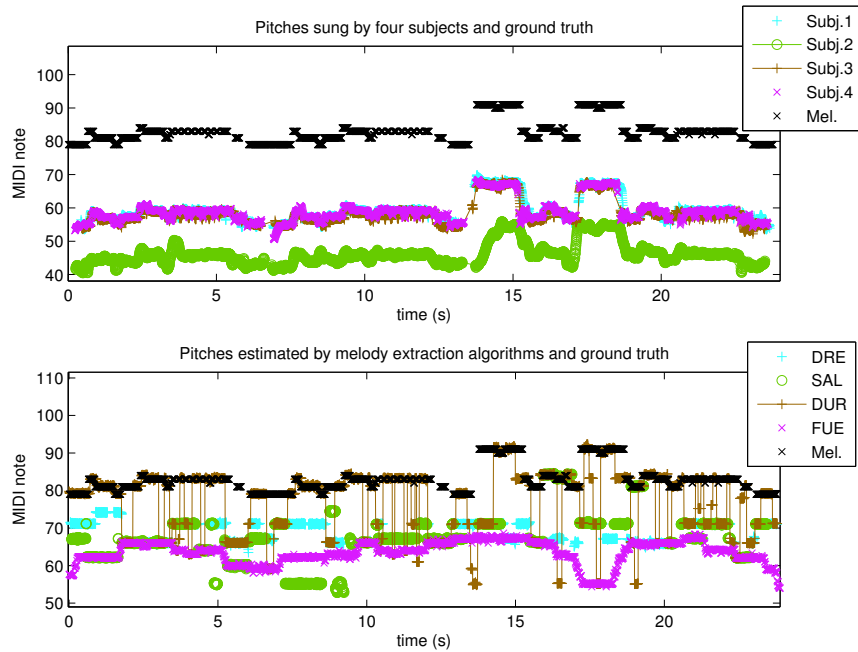 Pitches sung by four subjects and ground truth
Subj.1
Subj.2
Subj.3
Subj.4
Mel.
100
90
80
70
60
50
40
MIDI note
0
5
10
15
20
time (s)
Pitches estimated by melody extraction algorithms and ground truth
DRE
SAL
DUR
FUE
Mel.
110
100
90
80
70
60
50
MIDI note
0
5
10
15
20
time (s)